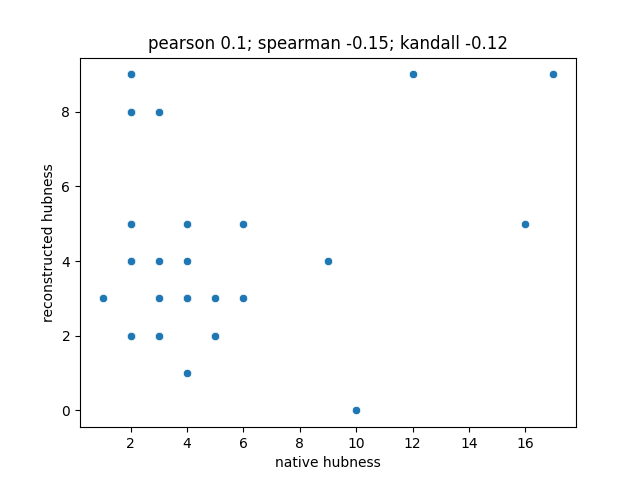 pearson 0.1; spearman -0.15; kandall -0.12
reconstructed hubness
8
6
4
2
0
2 4 6 8 10 12 14 16
native hubness